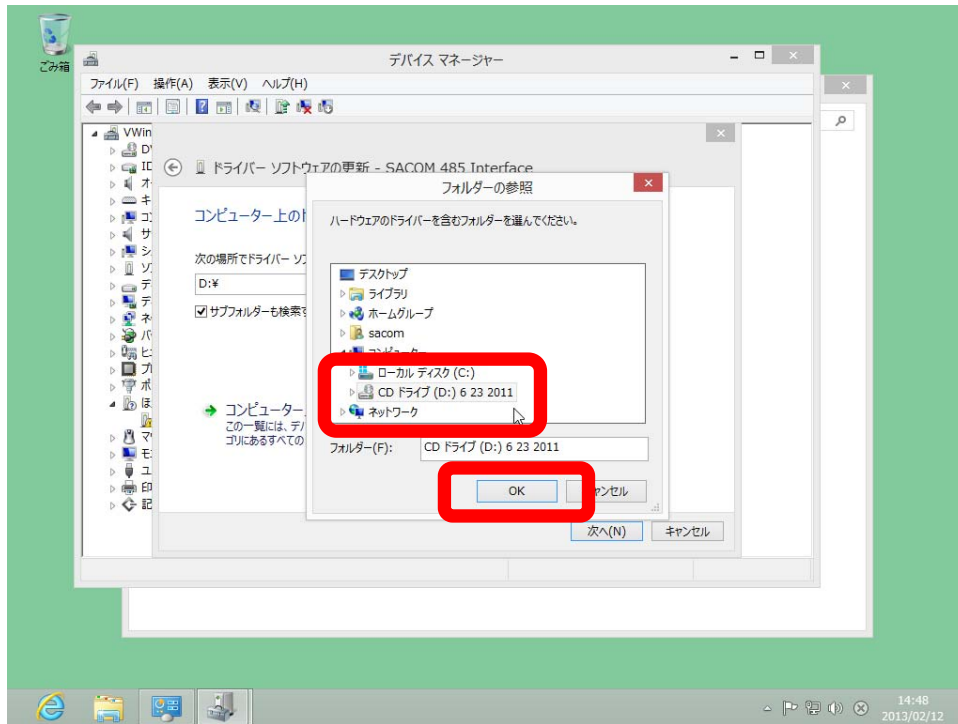 ごみ箱
デバイス マネージャー
ファイル(F) 操作(A) 表示(V) ヘルプ(H)
VWin
ドライバー ソフトウェアの更新 - SACOM 485 Interface
フォルダーの参照
コンピューター上の
ハードウェアのドライバーを含むフォルダーを選んでください。
次の場所でドライバー ソフ
D:¥
サブフォルダーも検索す
デスクトップ
ライブラリ
ホームグループ
sacom
コンピューター
ローカル ディスク (C:)
CD ドライブ (D:) 6 23 2011
ネットワーク
コンピューター
この一覧には、デバ
ゴリにあるすべての
フォルダー(F): CD ドライブ (D:) 6 23 2011
OK
ャンセル
次へ(N) キャンセル
14:48
2013/02/12